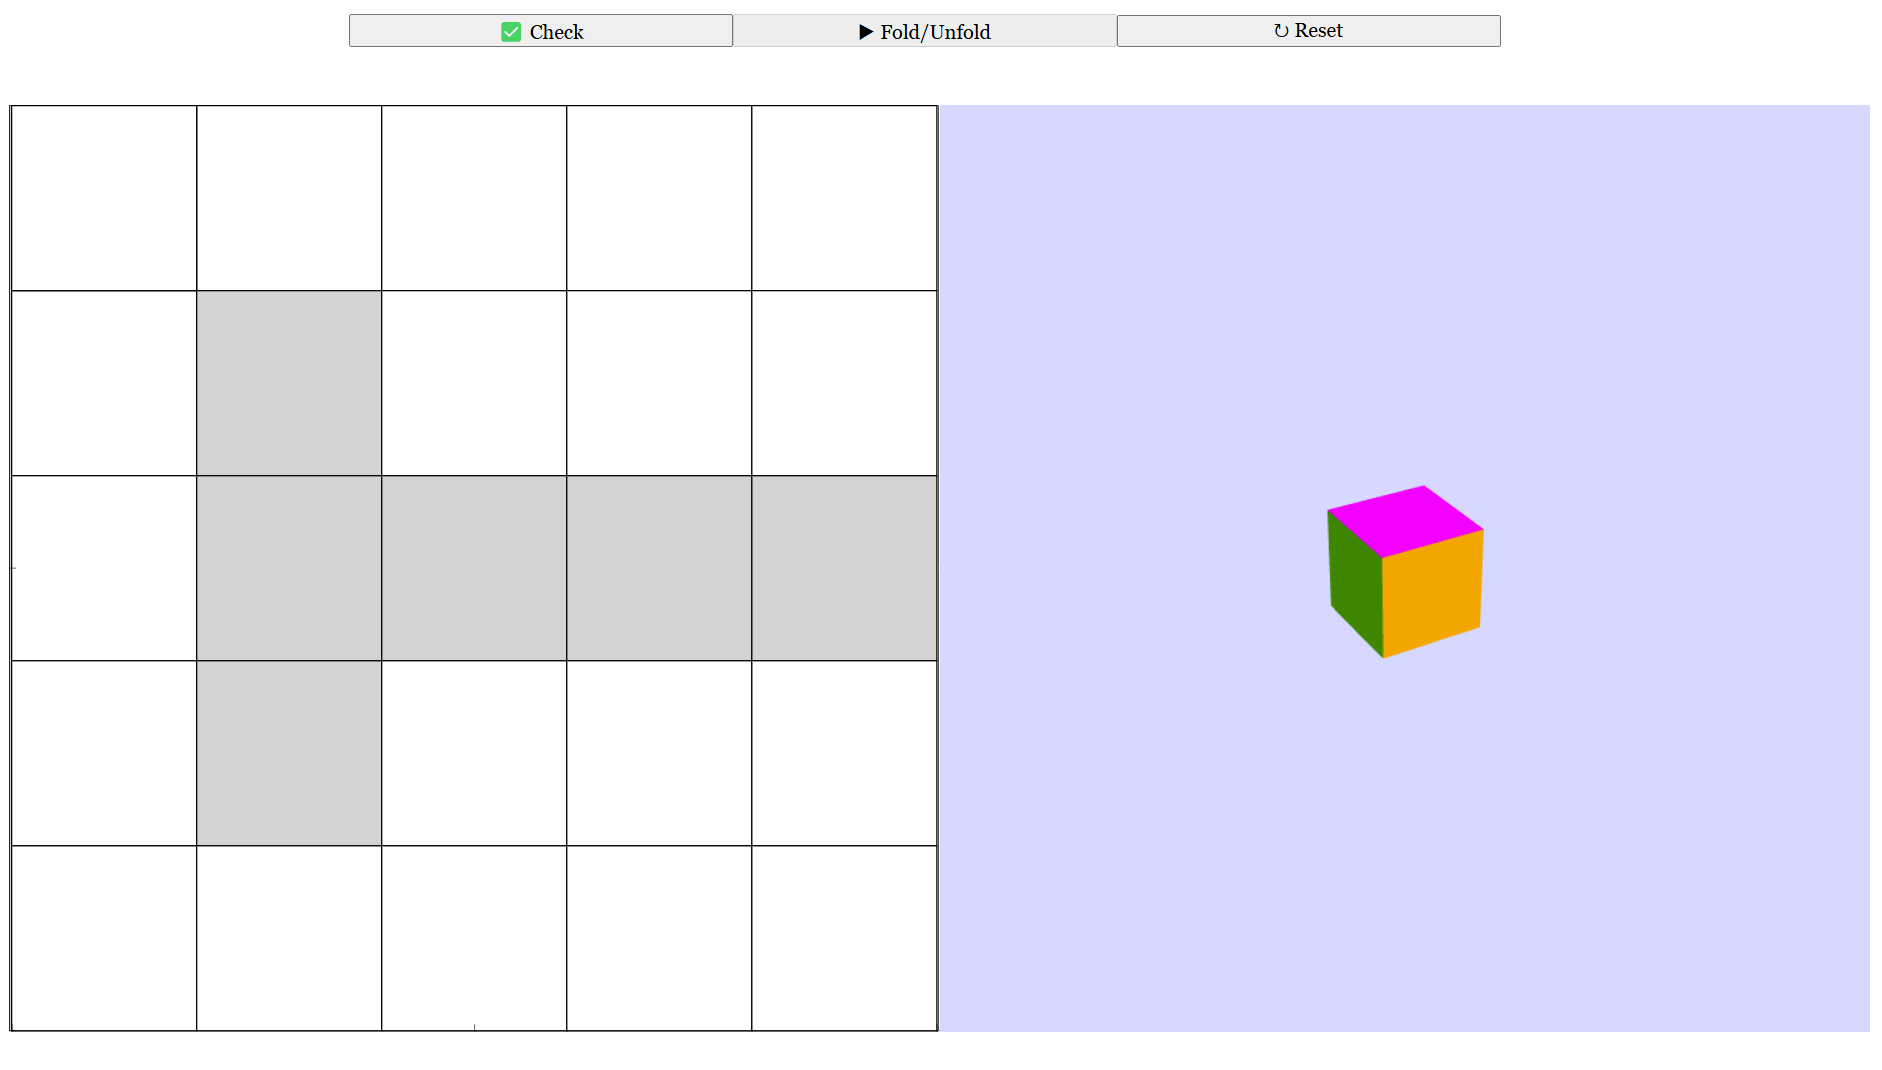 ✅ Check
▶ Fold/Unfold
↻ Reset